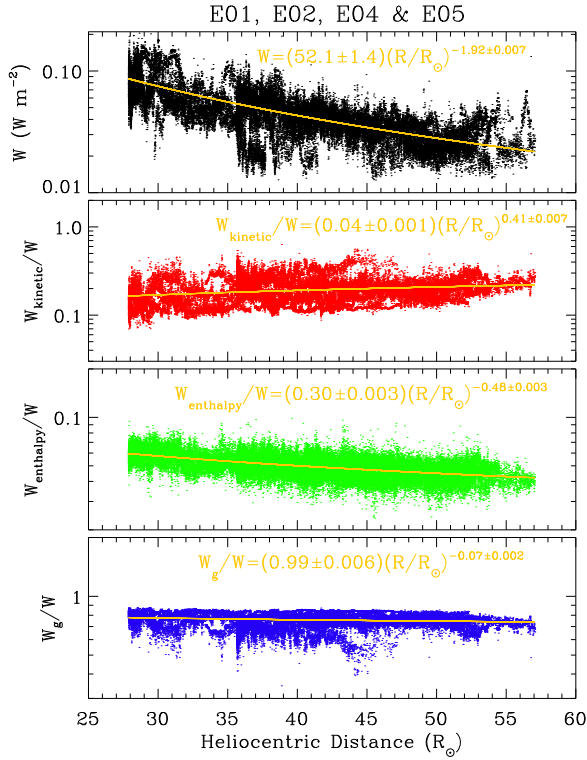 E01, E02, E04 & E05
W=(52.1±1.4)(R/R☉)^−1.92±0.007
W (W m^−2)
0.10
0.01
W_kinetic/W=(0.04±0.001)(R/R☉)^0.41±0.007
W_kinetic/W
1.0
0.1
W_enthalpy/W=(0.30±0.003)(R/R☉)^−0.48±0.003
W_enthalpy/W
0.1
W_g/W=(0.99±0.006)(R/R☉)^−0.07±0.002
W_g/W
1
25 30 35 40 45 50 55 60
Heliocentric Distance (R☉)